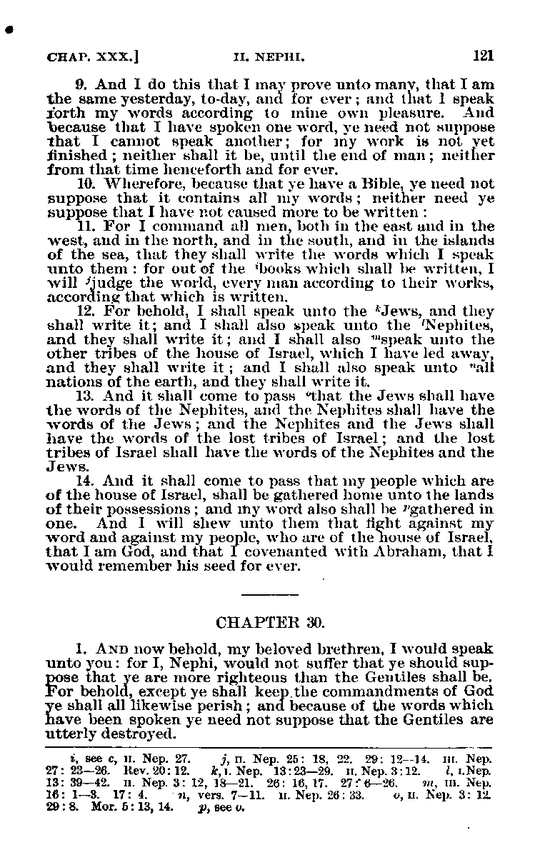 CHAP. XXX.] II. NEPHI. 121
9. And I do this that I may prove unto many, that I am
the same yesterday, to-day, and for ever; and that I speak
forth my words according to mine own pleasure. And
because that I have spoken one word, ye need not suppose
that I cannot speak another; for my work is not yet
finished; neither shall it be, until the end of man; neither
from that time henceforth and for ever.
10. Wherefore, because that ye have a Bible, ye need not
suppose that it contains all my words; neither need ye
suppose that I have not caused more to be written:
11. For I command all men, both in the east and in the
west, and in the north, and in the south, and in the islands
of the sea, that they shall write the words which I speak
unto them: for out of the ⁱbooks which shall be written, I
will ʲjudge the world, every man according to their works,
according that which is written.
12. For behold, I shall speak unto the ᵏJews, and they
shall write it; and I shall also speak unto the ˡNephites,
and they shall write it; and I shall also ᵐspeak unto the
other tribes of the house of Israel, which I have led away,
and they shall write it; and I shall also speak unto ⁿall
nations of the earth, and they shall write it.
13. And it shall come to pass ᵒthat the Jews shall have
the words of the Nephites, and the Nephites shall have the
words of the Jews; and the Nephites and the Jews shall
have the words of the lost tribes of Israel; and the lost
tribes of Israel shall have the words of the Nephites and the
Jews.
14. And it shall come to pass that my people which are
of the house of Israel, shall be gathered home unto the lands
of their possessions; and my word also shall be ᵖgathered in
one. And I will shew unto them that fight against my
word and against my people, who are of the house of Israel,
that I am God, and that I covenanted with Abraham, that I
would remember his seed for ever.
CHAPTER 30.
1. AND now behold, my beloved brethren, I would speak
unto you: for I, Nephi, would not suffer that ye should sup-
pose that ye are more righteous than the Gentiles shall be.
For behold, except ye shall keep the commandments of God
ye shall all likewise perish; and because of the words which
have been spoken ye need not suppose that the Gentiles are
utterly destroyed.
i, see c, II. Nep. 27. j, II. Nep. 25: 18, 22. 29: 12—14. III. Nep.
27: 23—26. Rev. 20: 12. k, I. Nep. 13: 23—29. II. Nep. 3: 12. l, I. Nep.
13: 39—42. II. Nep. 3: 12, 18—21. 26: 16, 17. 27: 6—26. m, III. Nep.
16: 1—3. 17: 4. n, vers. 7—11. II. Nep. 26: 33. o, II. Nep. 3: 12.
29: 8. Mor. 5: 13, 14. p, see o.